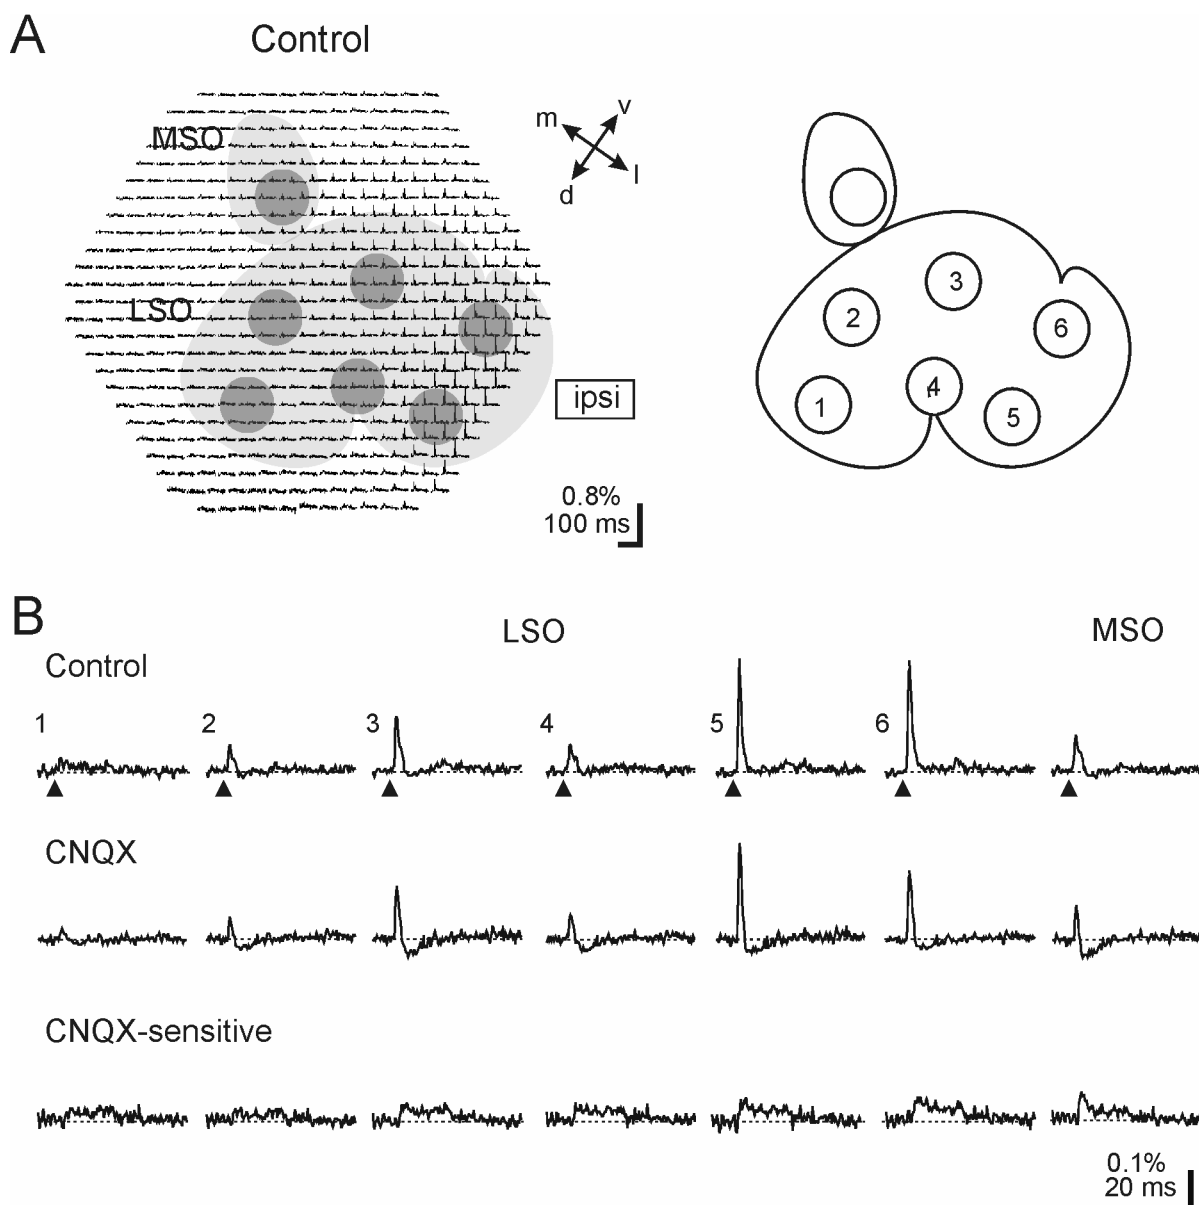 A
Control
MSO
LSO
m
v
d
l
ipsi
0.8%
100 ms
1
2
3
4
5
6
B
LSO
MSO
Control
1
2
3
4
5
6
CNQX
CNQX-sensitive
0.1%
20 ms